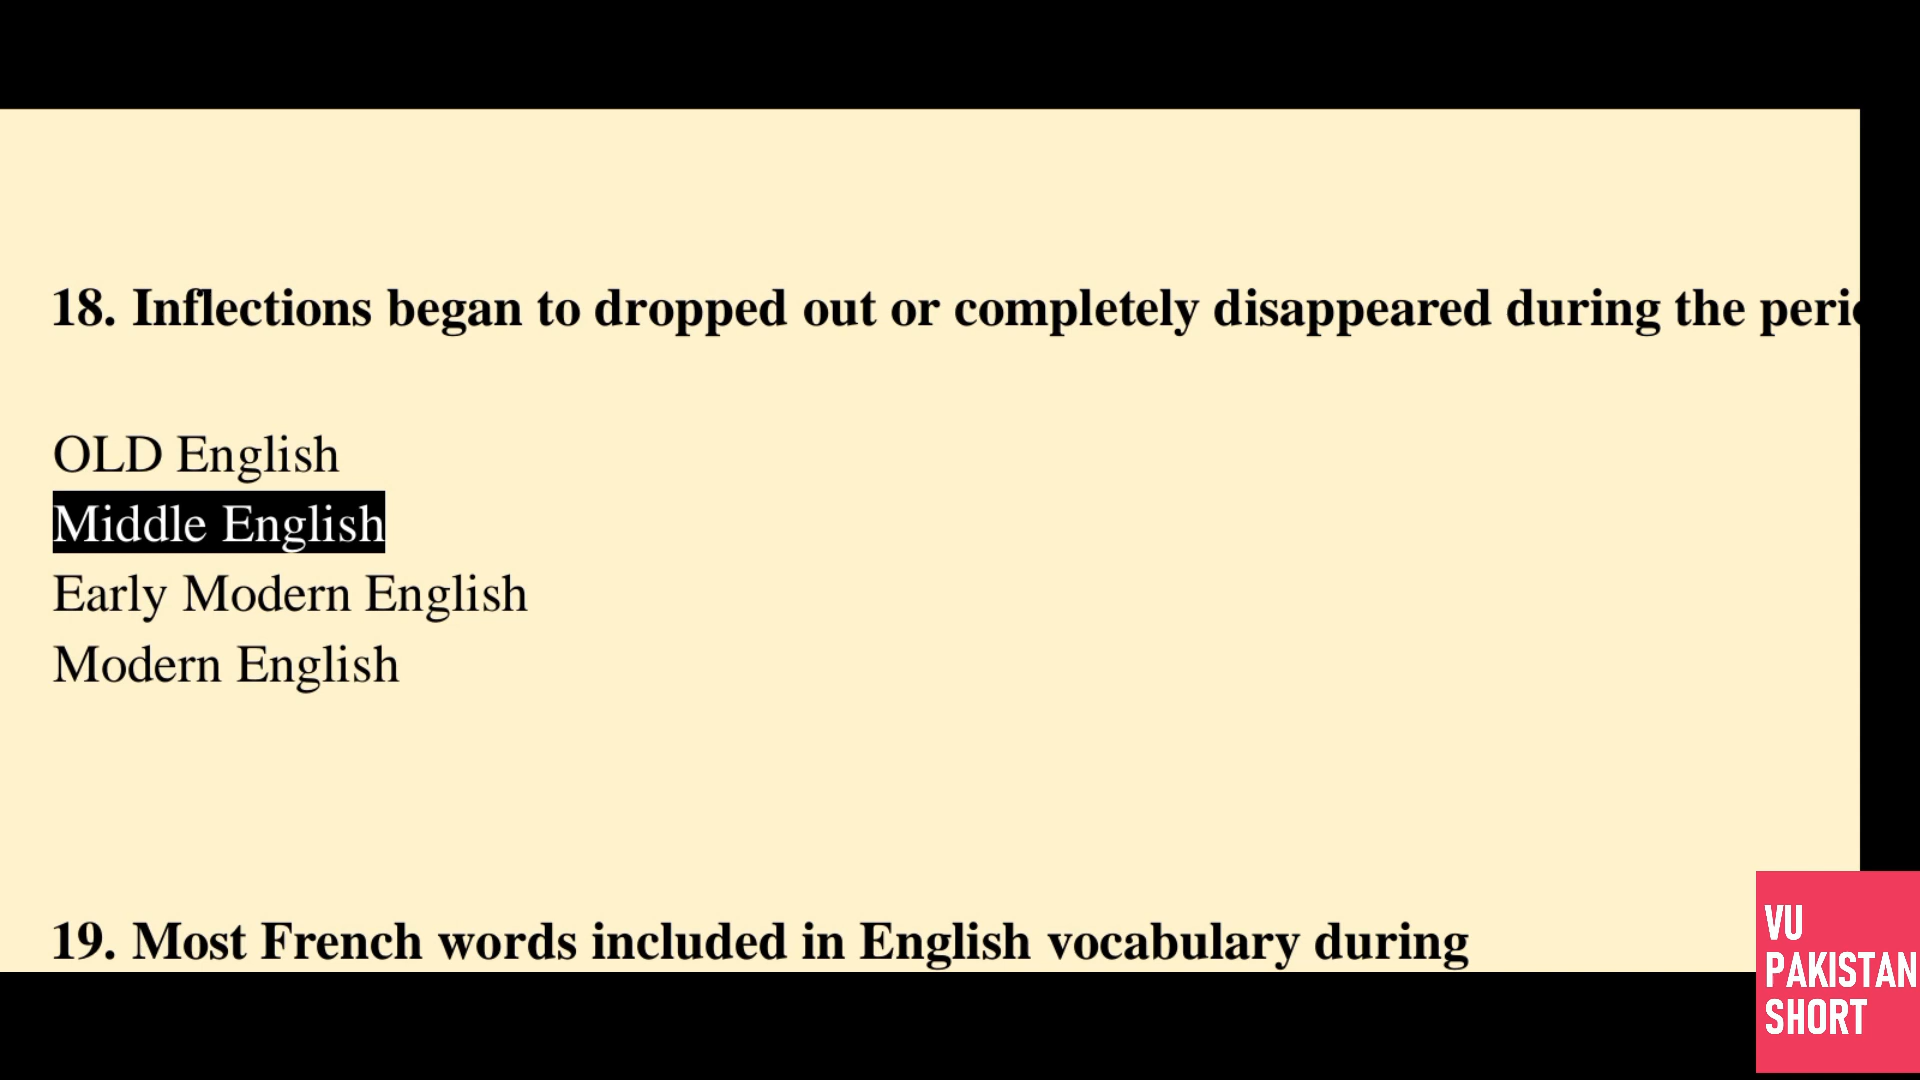 18. Inflections began to dropped out or completely disappeared during the
OLD English
Middle English
Early Modern English
Modern English
19. Most French words included in English vocabulary during
VU
PAKISTAN
SHORT